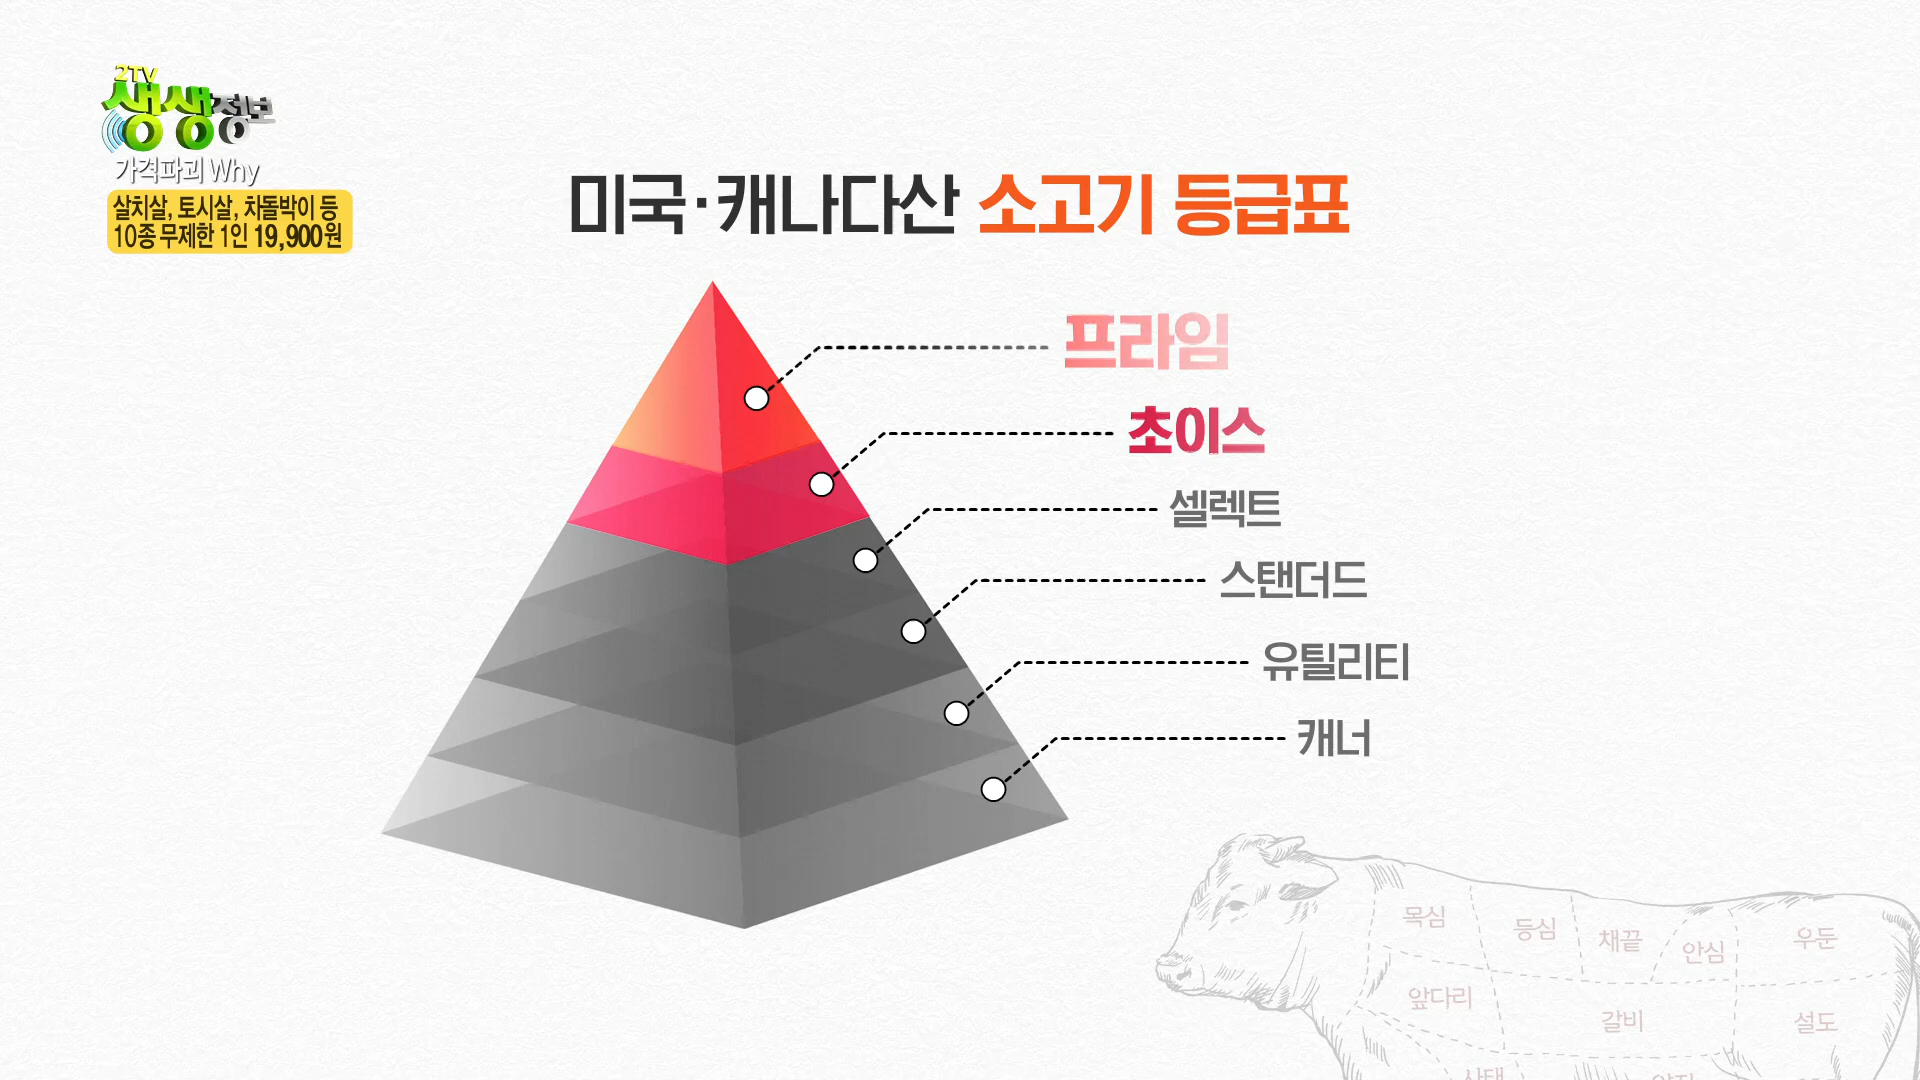 2TV
생생정보
가격파괴 Why
살치살, 토시살, 차돌박이 등
10종 무제한 1인 19,900원
미국·캐나다산 소고기 등급표
프라임
초이스
셀렉트
스탠더드
유틸리티
캐너
목심
등심
채끝
안심
우둔
앞다리
갈비
설도